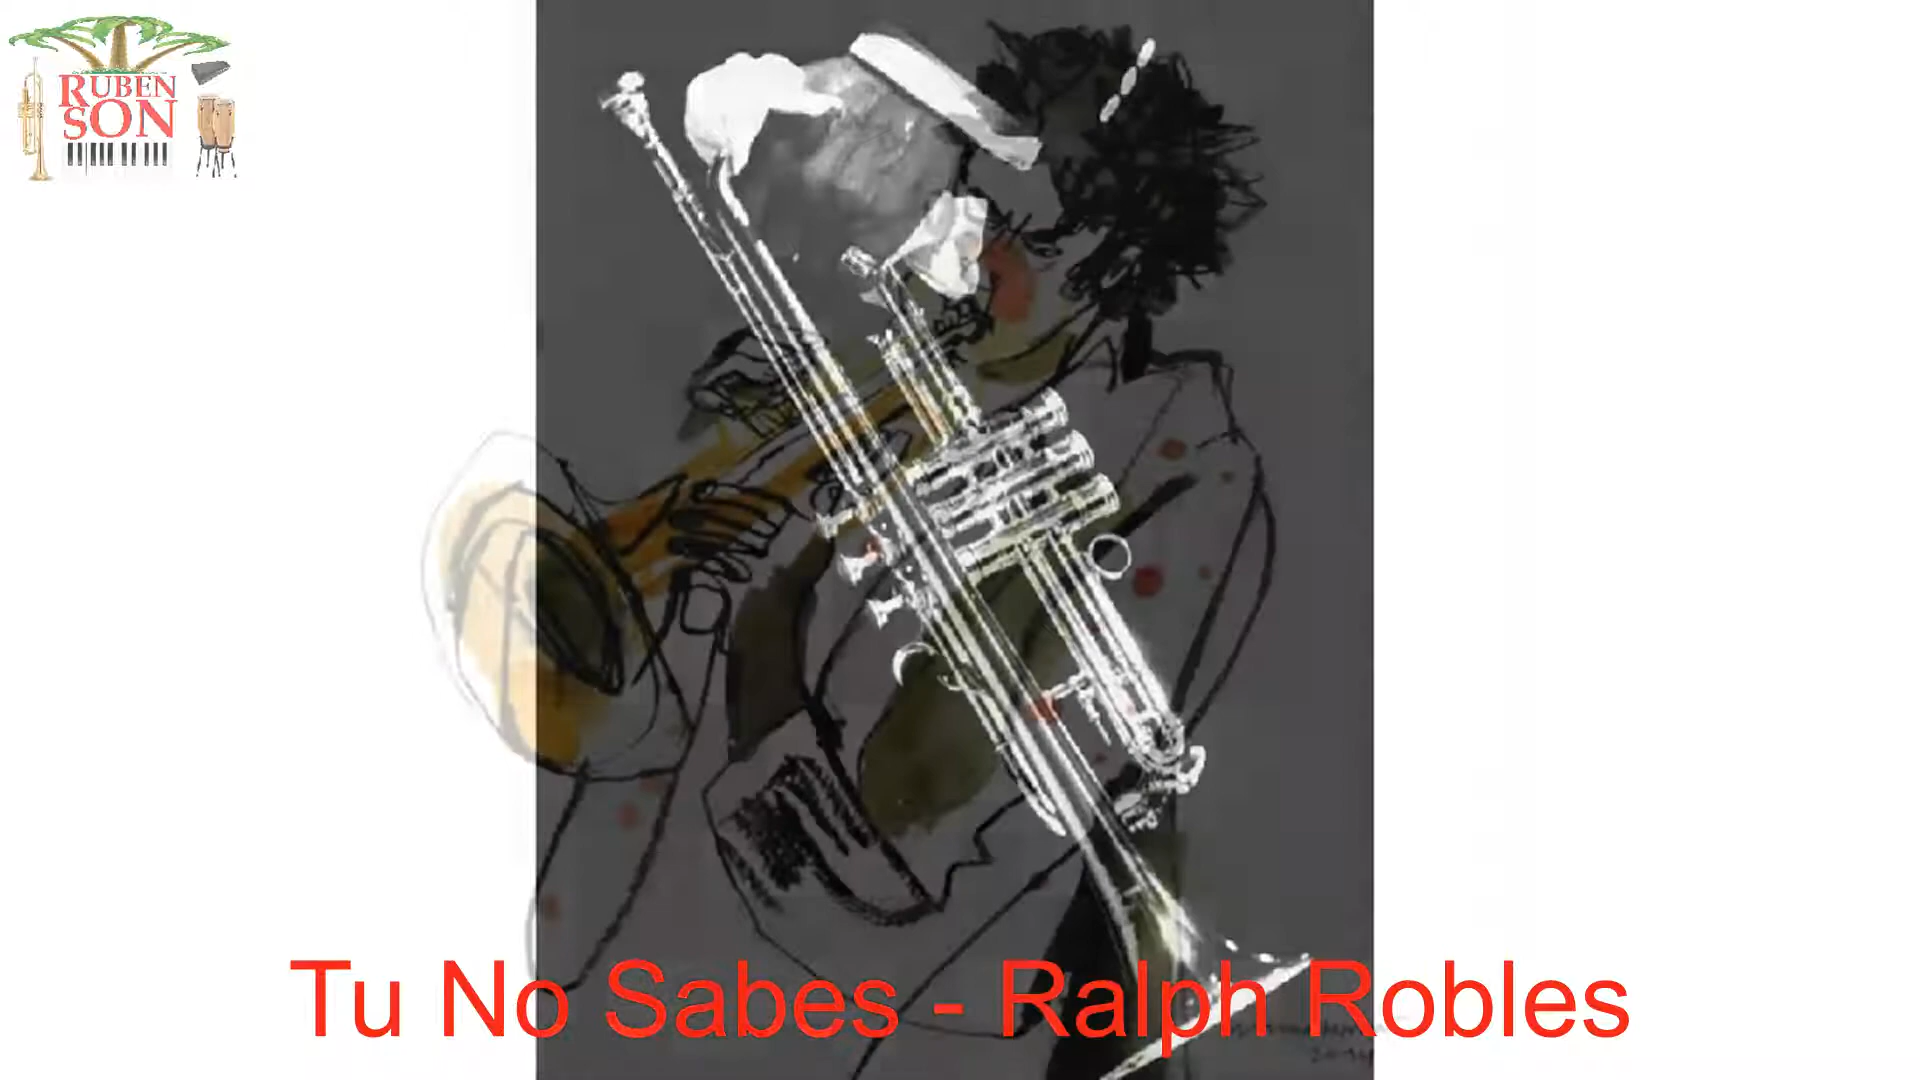 RUBEN
SON
Tu No Sabes - Ralph Robles